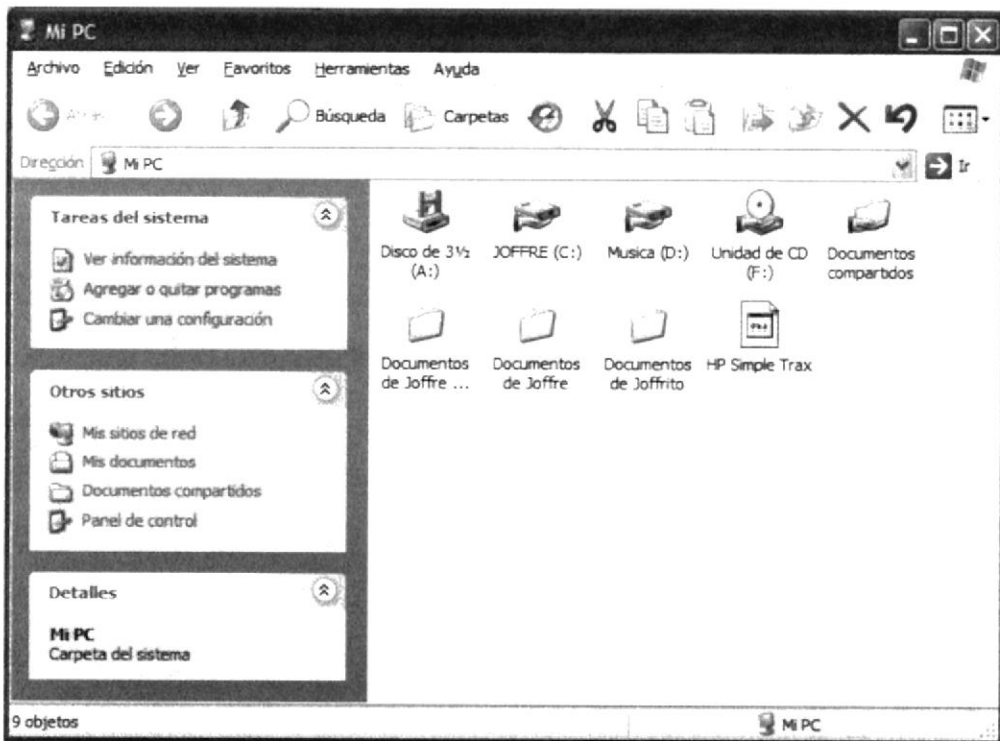 Mi PC
Archivo Edición Ver Favoritos Herramientas Ayuda
Atrás Búsqueda Carpetas
Dirección Mi PC Ir
Tareas del sistema
Ver información del sistema
Agregar o quitar programas
Cambiar una configuración
Otros sitios
Mis sitios de red
Mis documentos
Documentos compartidos
Panel de control
Detalles
Mi PC
Carpeta del sistema
Disco de 3½ (A:)
JOFFRE (C:)
Musica (D:)
Unidad de CD (F:)
Documentos compartidos
Documentos de Joffre ...
Documentos de Joffre
Documentos de Joffrito
HP Simple Trax
9 objetos
Mi PC